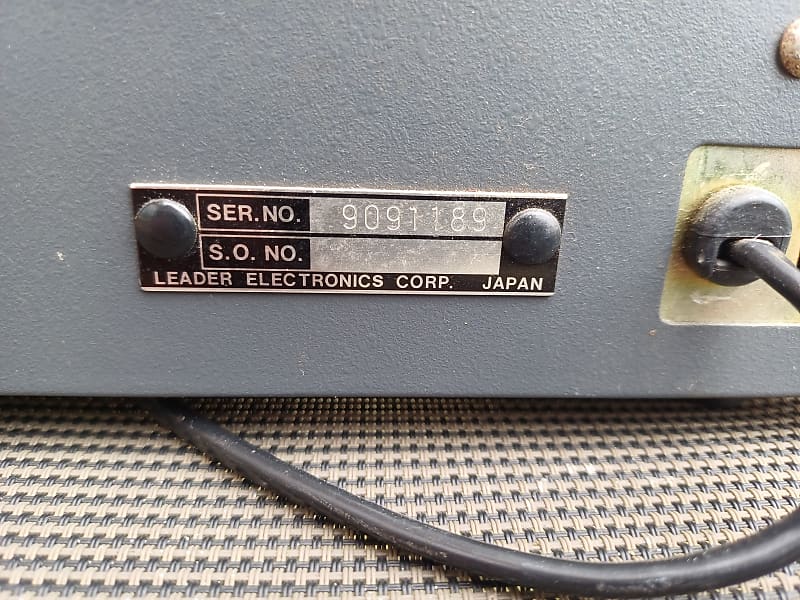 SER.NO. 9091189
S.O. NO.
LEADER ELECTRONICS CORP. JAPAN